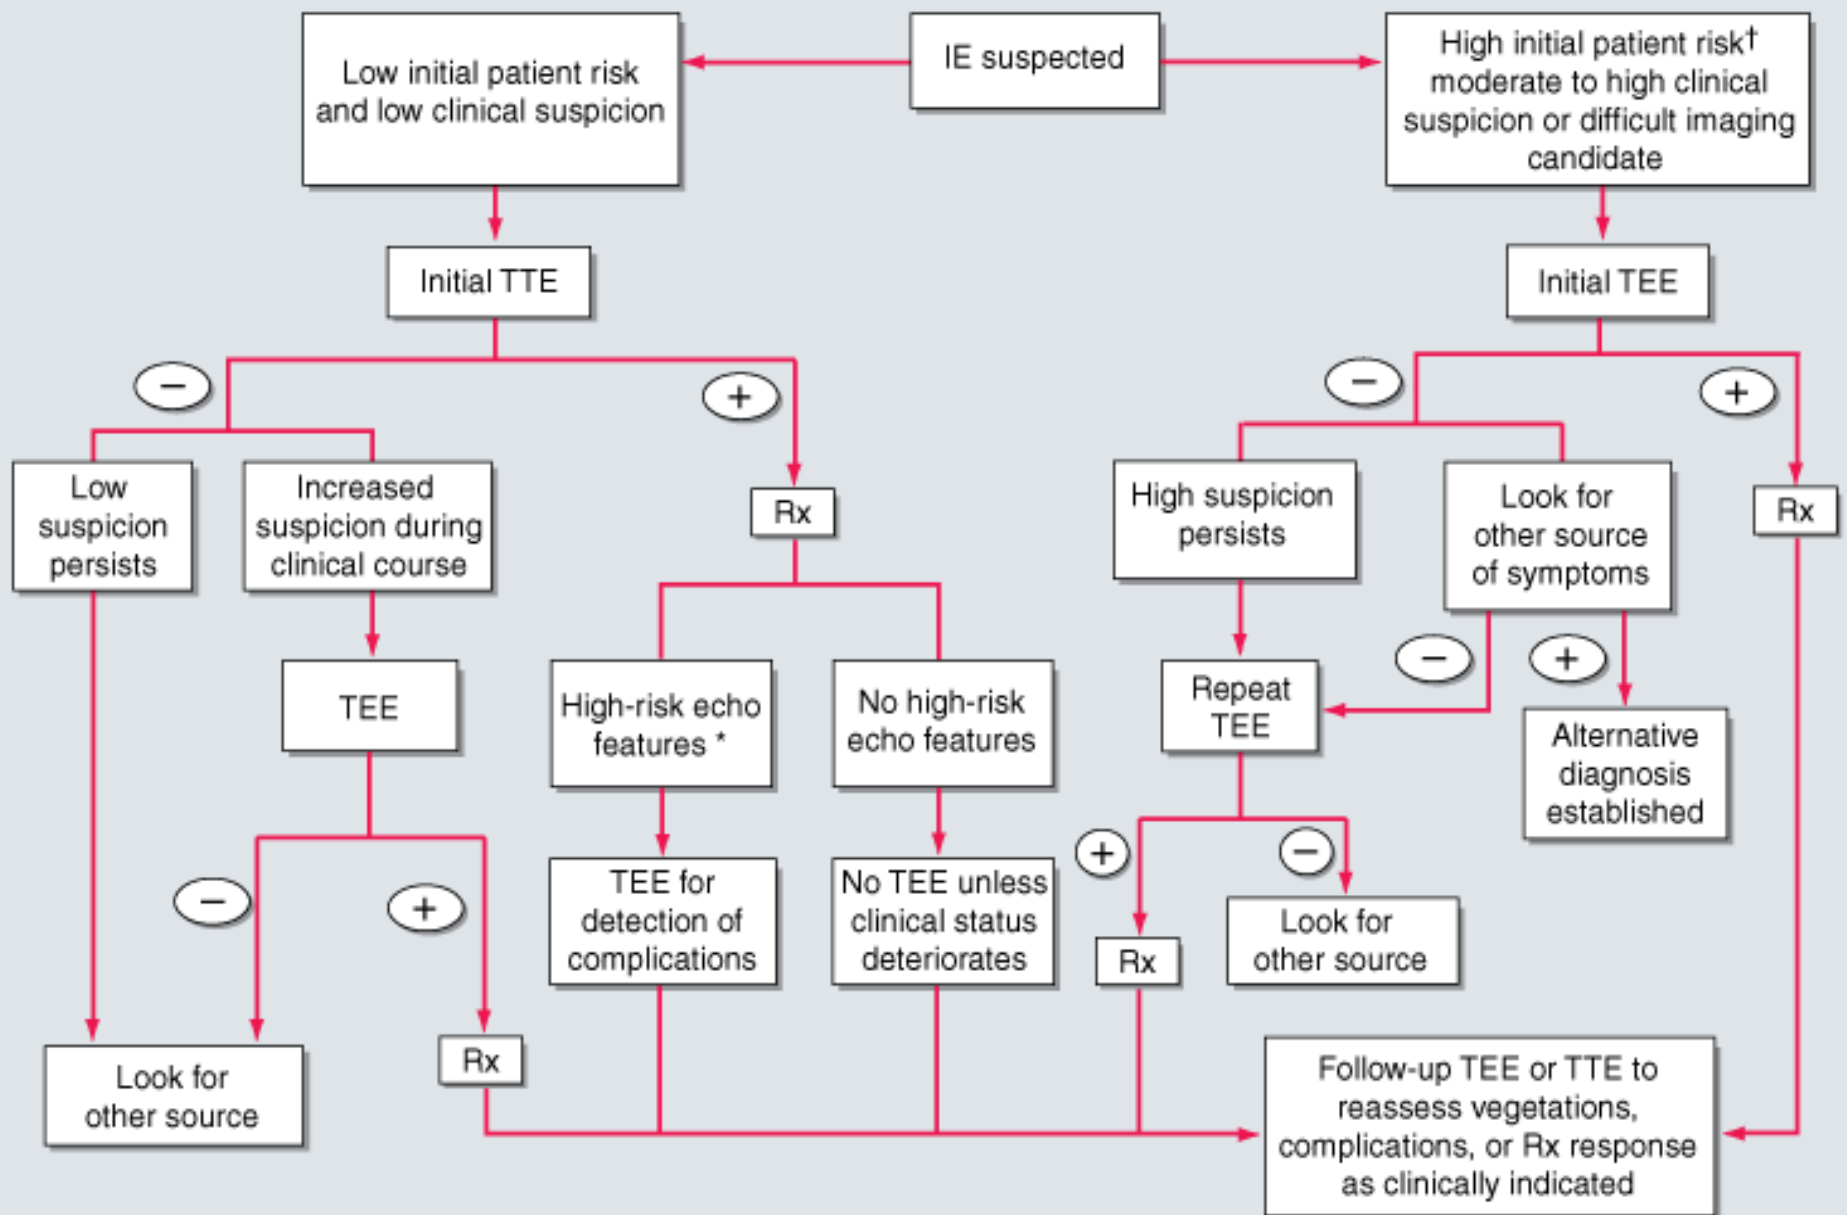 Low initial patient risk
and low clinical suspicion
IE suspected
High initial patient risk†
moderate to high clinical
suspicion or difficult imaging
candidate
Initial TTE
Initial TEE
−
+
−
+
Low
suspicion
persists
Increased
suspicion during
clinical course
Rx
High suspicion
persists
Look for
other source
of symptoms
Rx
TEE
High-risk echo
features *
No high-risk
echo features
Repeat
TEE
−
+
Alternative
diagnosis
established
−
+
TEE for
detection of
complications
No TEE unless
clinical status
deteriorates
+
−
Rx
Look for
other source
Look for
other source
Rx
Follow-up TEE or TTE to
reassess vegetations,
complications, or Rx response
as clinically indicated